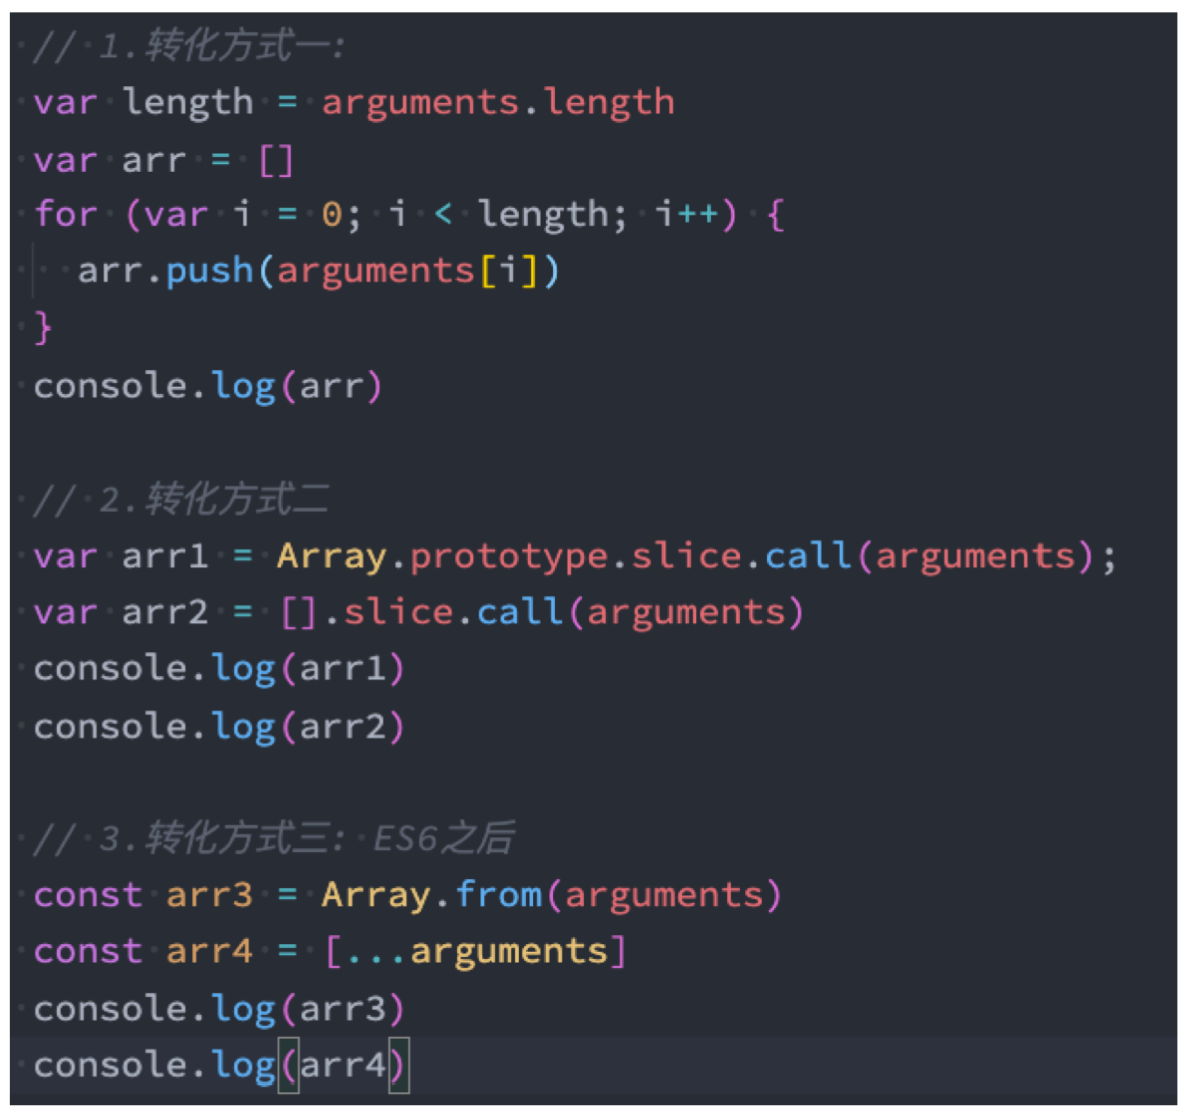 // 1.转化方式一:
var length = arguments.length
var arr = []
for (var i = 0; i < length; i++) {
  arr.push(arguments[i])
}
console.log(arr)
// 2.转化方式二
var arr1 = Array.prototype.slice.call(arguments);
var arr2 = [].slice.call(arguments)
console.log(arr1)
console.log(arr2)
// 3.转化方式三: ES6之后
const arr3 = Array.from(arguments)
const arr4 = [...arguments]
console.log(arr3)
console.log(arr4)